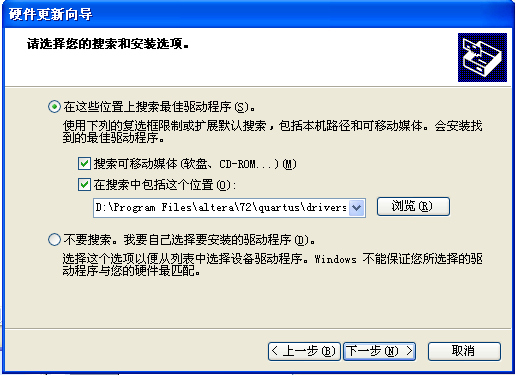 硬件更新向导
请选择您的搜索和安装选项。
在这些位置上搜索最佳驱动程序(S)。
使用下列的复选框限制或扩展默认搜索，包括本机路径和可移动媒体。会安装找
到的最佳驱动程序。
搜索可移动媒体(软盘、CD-ROM...)(M)
在搜索中包括这个位置(O):
D:\Program Files\altera\72\quartus\drivers
浏览(R)
不要搜索。我要自己选择要安装的驱动程序(D)。
选择这个选项以便从列表中选择设备驱动程序。Windows 不能保证您所选择的驱
动程序与您的硬件最匹配。
< 上一步(B) 下一步(N) > 取消